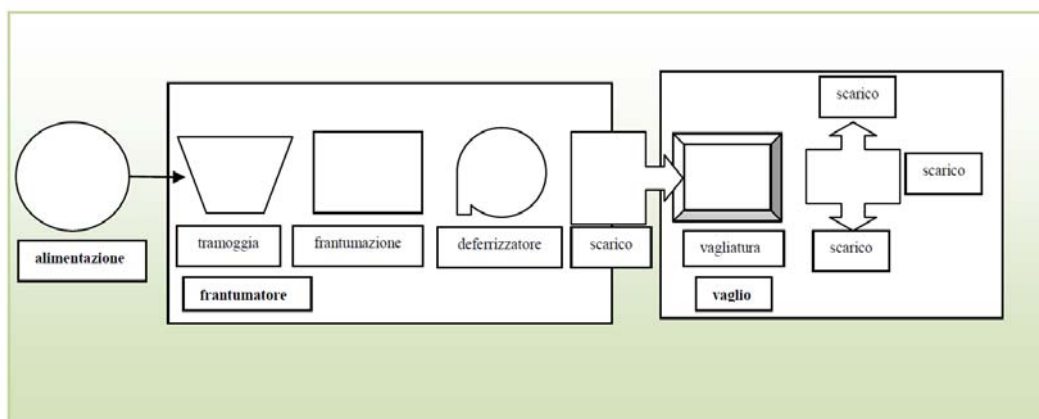 alimentazione
tramoggia
frantumazione
deferrizzatore
scarico
frantumatore
vagliatura
vaglio
scarico
scarico
scarico